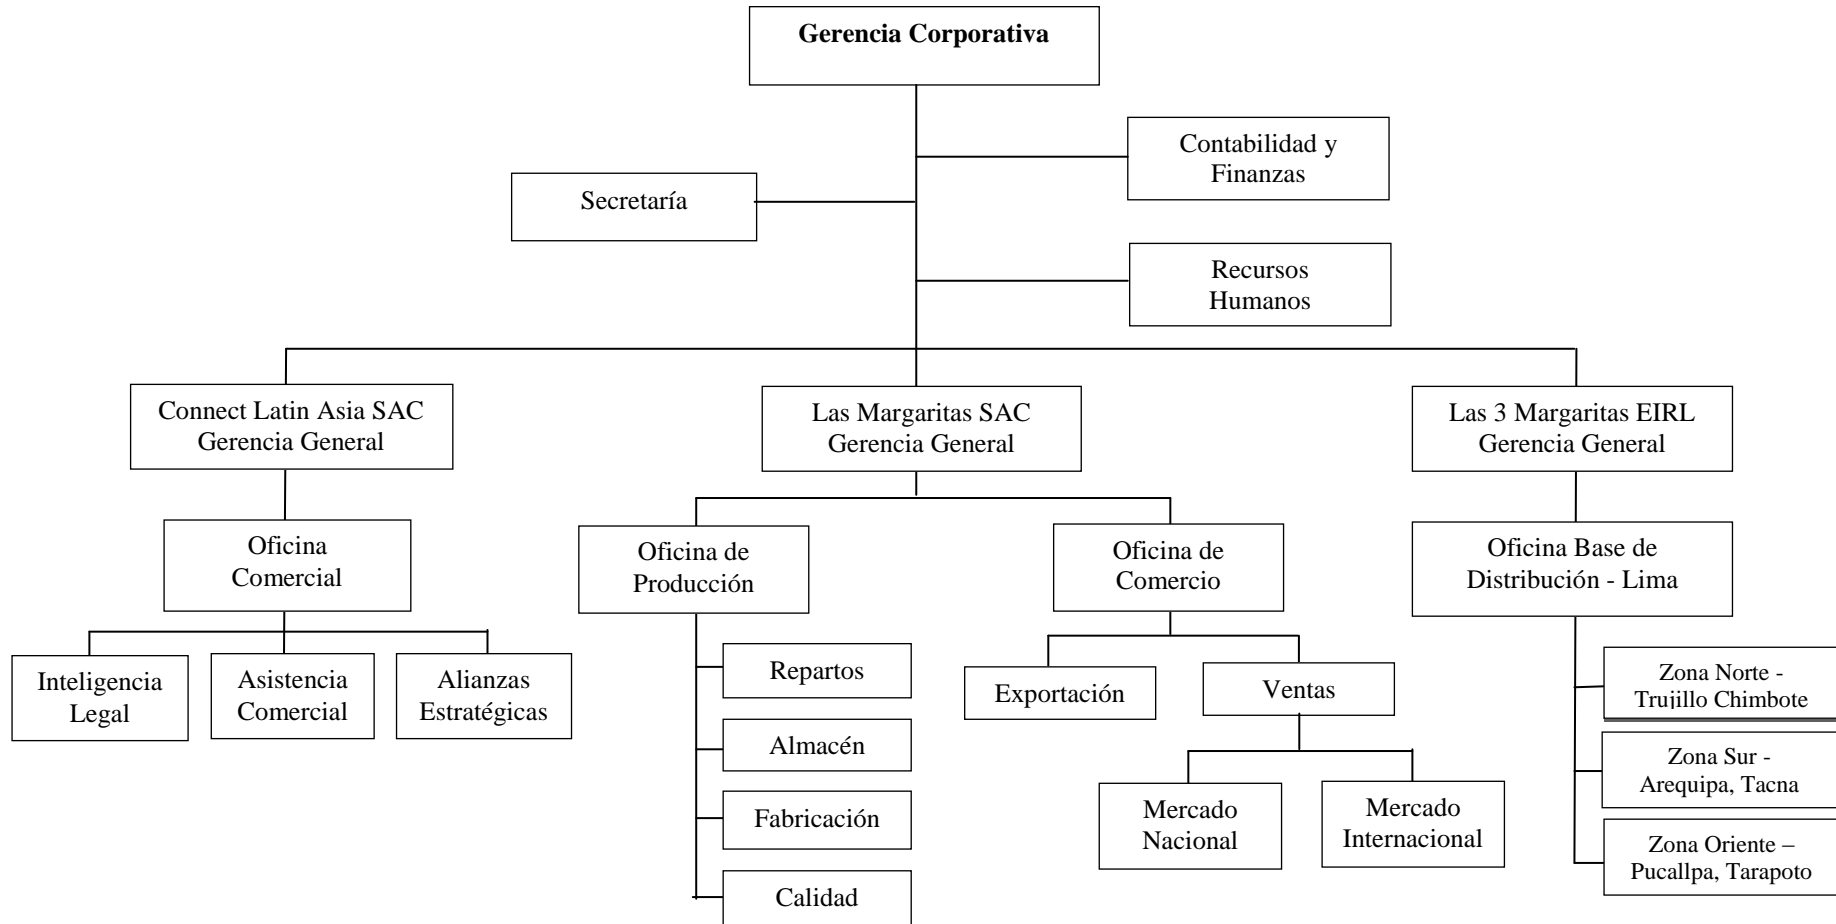 Gerencia Corporativa
Contabilidad y
Finanzas
Secretaría
Recursos
Humanos
Connect Latin Asia SAC
Gerencia General
Las Margaritas SAC
Gerencia General
Las 3 Margaritas EIRL
Gerencia General
Oficina
Comercial
Oficina de
Producción
Oficina de
Comercio
Oficina Base de
Distribución - Lima
Inteligencia
Legal
Asistencia
Comercial
Alianzas
Estratégicas
Repartos
Almacén
Fabricación
Calidad
Exportación
Ventas
Mercado
Nacional
Mercado
Internacional
Zona Norte -
Trujillo Chimbote
Zona Sur -
Arequipa, Tacna
Zona Oriente –
Pucallpa, Tarapoto